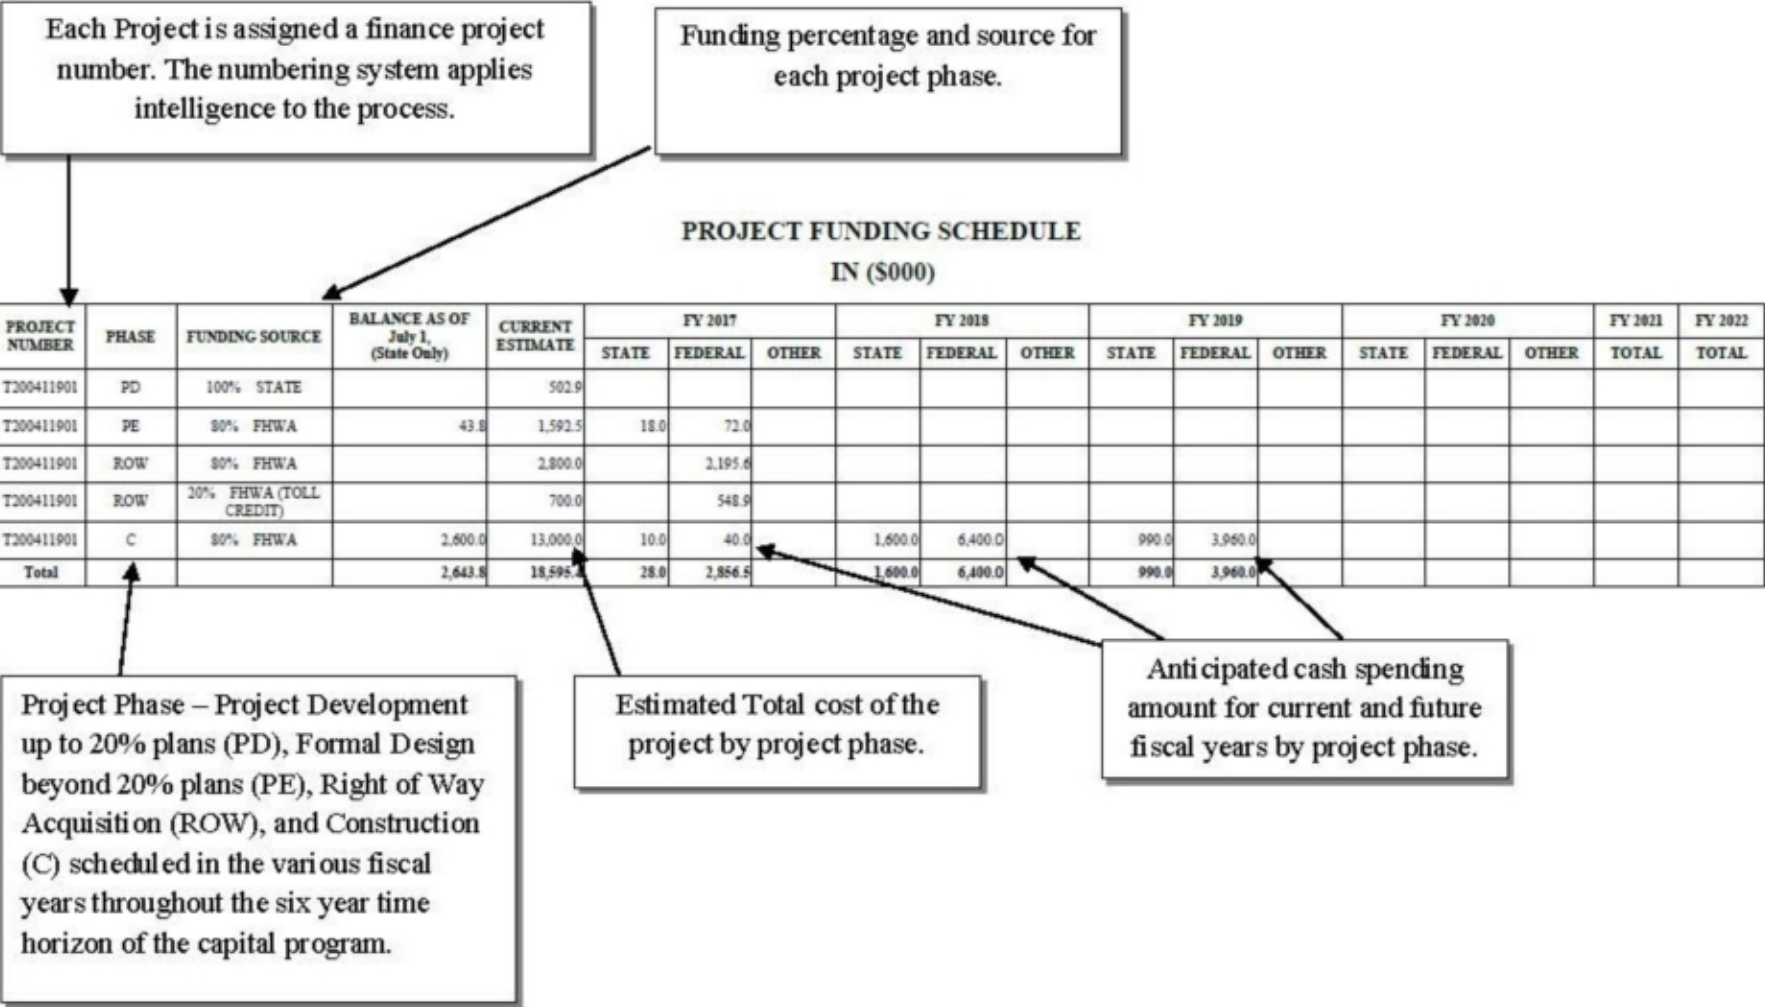 Each Project is assigned a finance project
number. The numbering system applies
intelligence to the process.
Funding percentage and source for
each project phase.
PROJECT FUNDING SCHEDULE
IN ($000)
PROJECT NUMBER PHASE FUNDING SOURCE BALANCE AS OF July 1, (State Only) CURRENT ESTIMATE FY 2017 FY 2018 FY 2019 FY 2020 FY 2021 FY 2022
STATE FEDERAL OTHER STATE FEDERAL OTHER STATE FEDERAL OTHER STATE FEDERAL OTHER TOTAL TOTAL
T200411901 PD 100% STATE 502.9
T200411901 PE 80% FHWA 43.8 1,592.5 18.0 72.0
T200411901 ROW 80% FHWA 2,800.0 2,195.6
T200411901 ROW 20% FHWA (TOLL CREDIT) 700.0 548.9
T200411901 C 80% FHWA 2,600.0 13,000.0 10.0 40.0 1,600.0 6,400.0 990.0 3,960.0
Total 2,643.8 28.0 2,856.5 1,600.0 6,400.0 990.0 3,960.0
Project Phase – Project Development
up to 20% plans (PD), Formal Design
beyond 20% plans (PE), Right of Way
Acquisition (ROW), and Construction
(C) scheduled in the various fiscal
years throughout the six year time
horizon of the capital program.
Estimated Total cost of the
project by project phase.
Anticipated cash spending
amount for current and future
fiscal years by project phase.